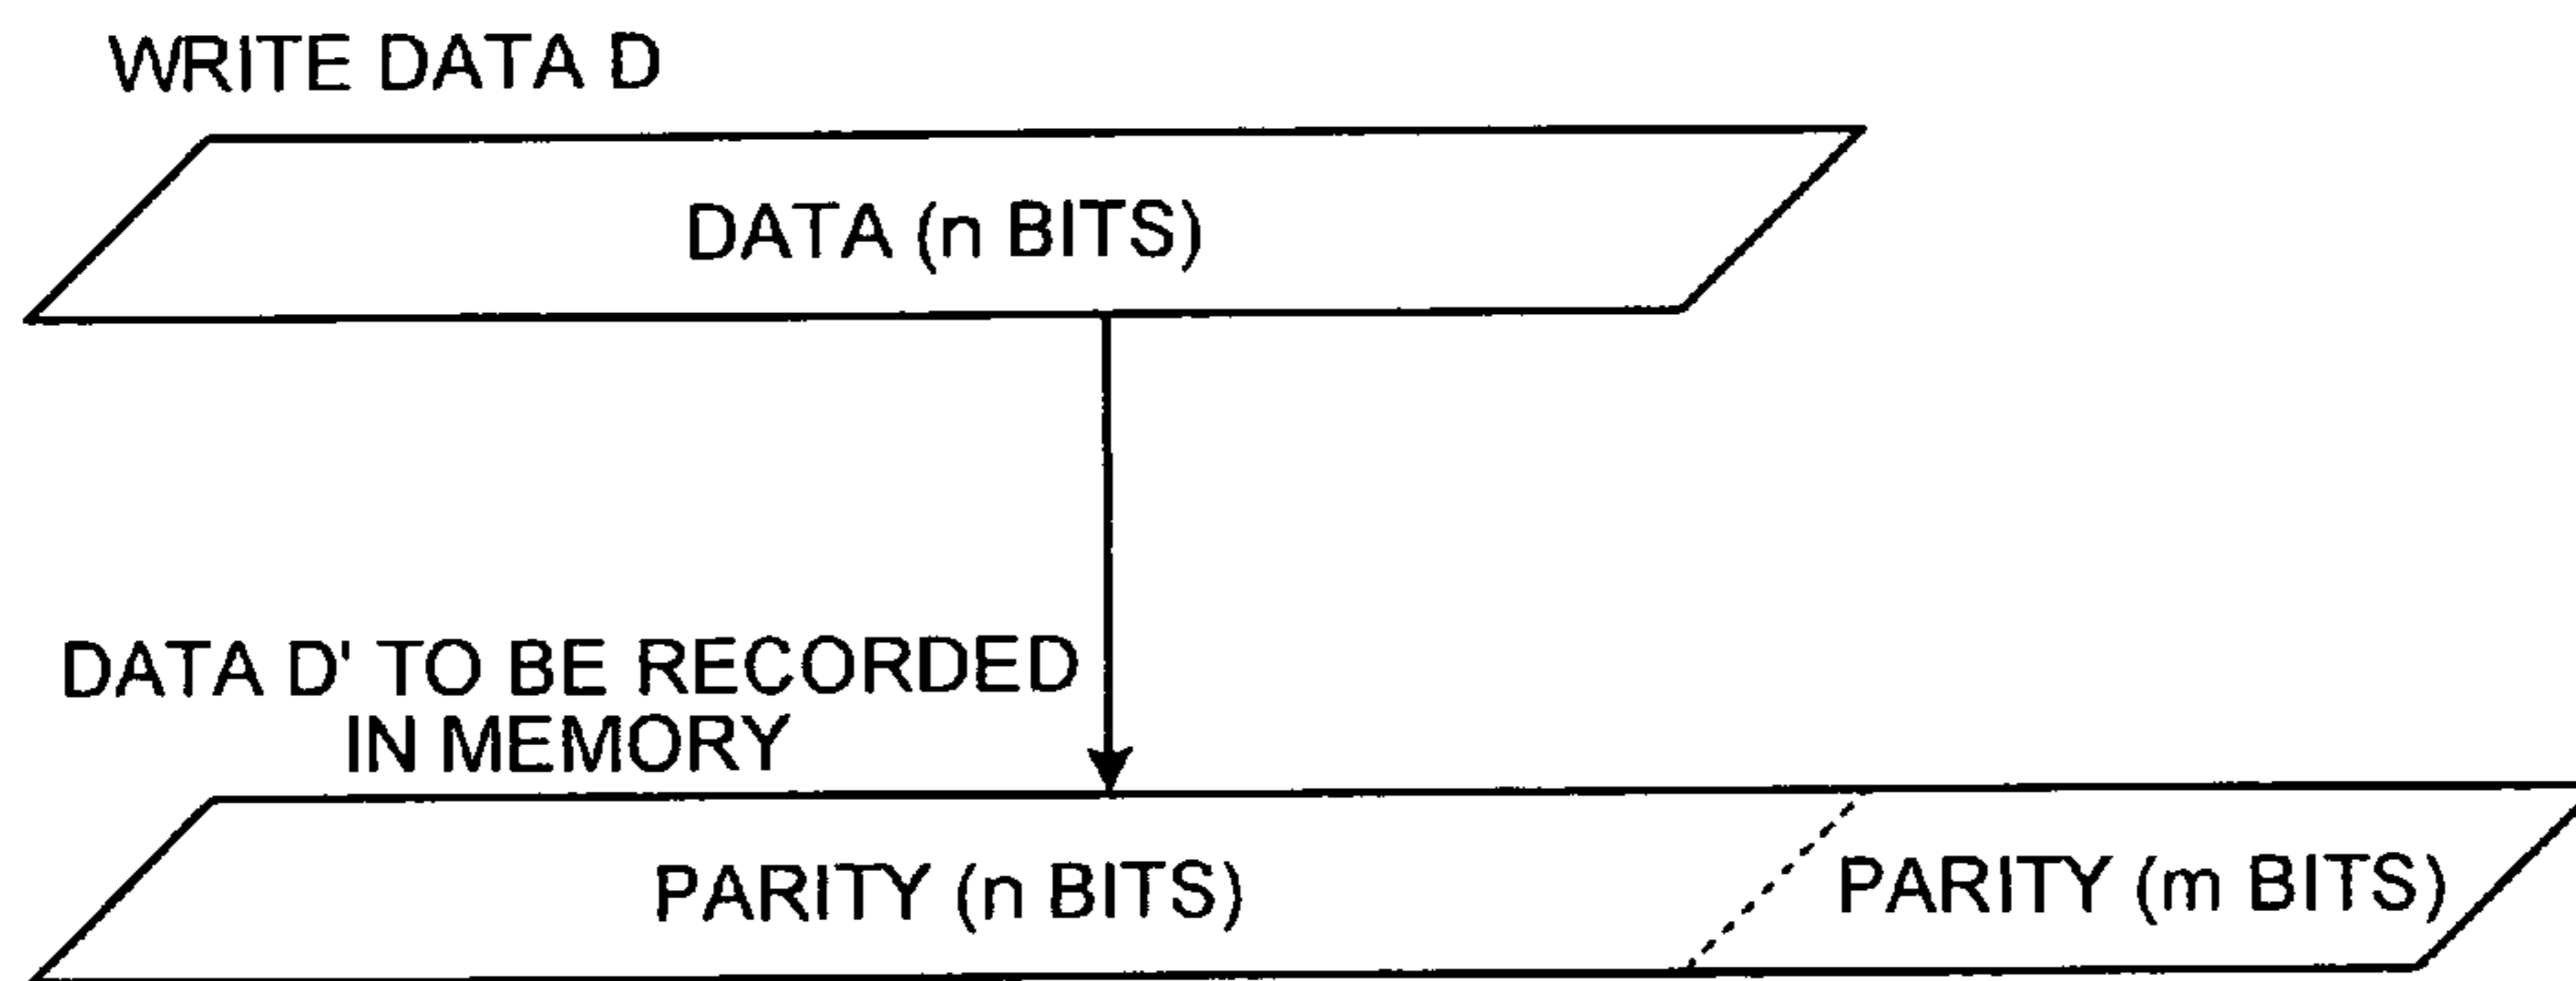 WRITE DATA D
DATA (n BITS)
DATA D' TO BE RECORDED
IN MEMORY
PARITY (n BITS)
PARITY (m BITS)